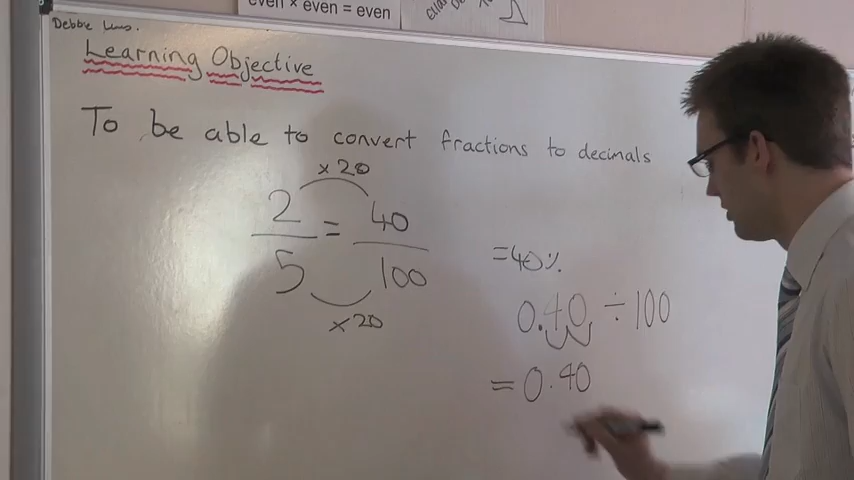 even × even = even
Debbie
Learning Objective
To be able to convert fractions to decimals
×20
2/5 = 40/100
×20
=40%
0.40 ÷ 100
= 0.40